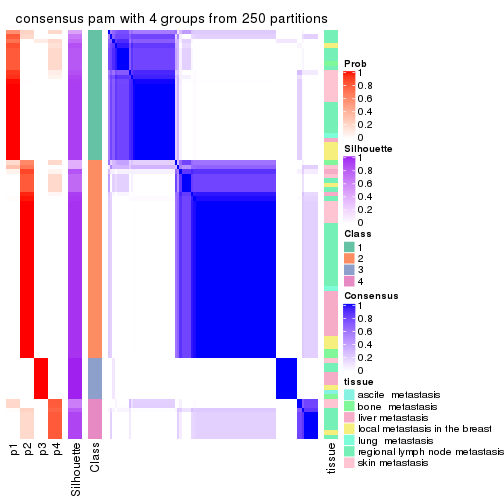 consensus pam with 4 groups from 250 partitions
Prob
1
0.8
0.6
0.4
0.2
0
Silhouette
1
0.8
0.6
0.4
0.2
0
Class
1
2
3
4
Consensus
1
0.8
0.6
0.4
0.2
0
tissue
ascite metastasis
bone metastasis
liver metastasis
local metastasis in the breast
lung metastasis
regional lymph node metastasis
skin metastasis
p1
p2
p3
p4
Silhouette
Class
tissue